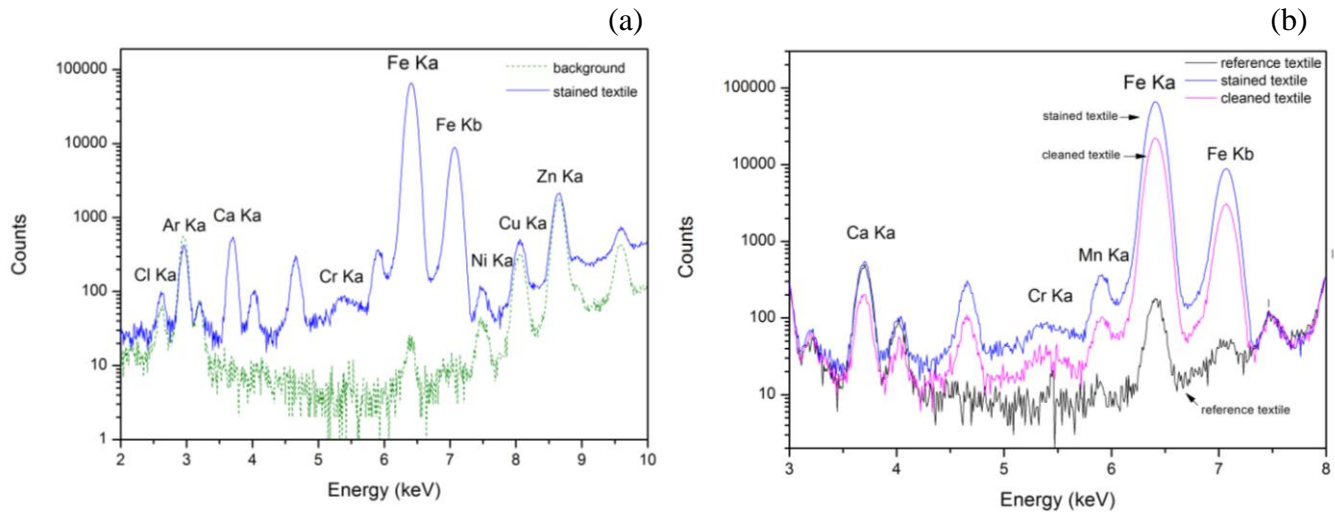 (a)
100000
10000
1000
100
10
1
Counts
2
3
4
5
6
7
8
9
10
Energy (keV)
background
stained textile
Cl Ka
Ar Ka
Ca Ka
Cr Ka
Fe Ka
Fe Kb
Ni Ka
Cu Ka
Zn Ka
(b)
100000
10000
1000
100
10
Counts
3
4
5
6
7
8
Energy (keV)
reference textile
stained textile
cleaned textile
Fe Ka
stained textile
cleaned textile
Fe Kb
Ca Ka
Mn Ka
Cr Ka
reference textile